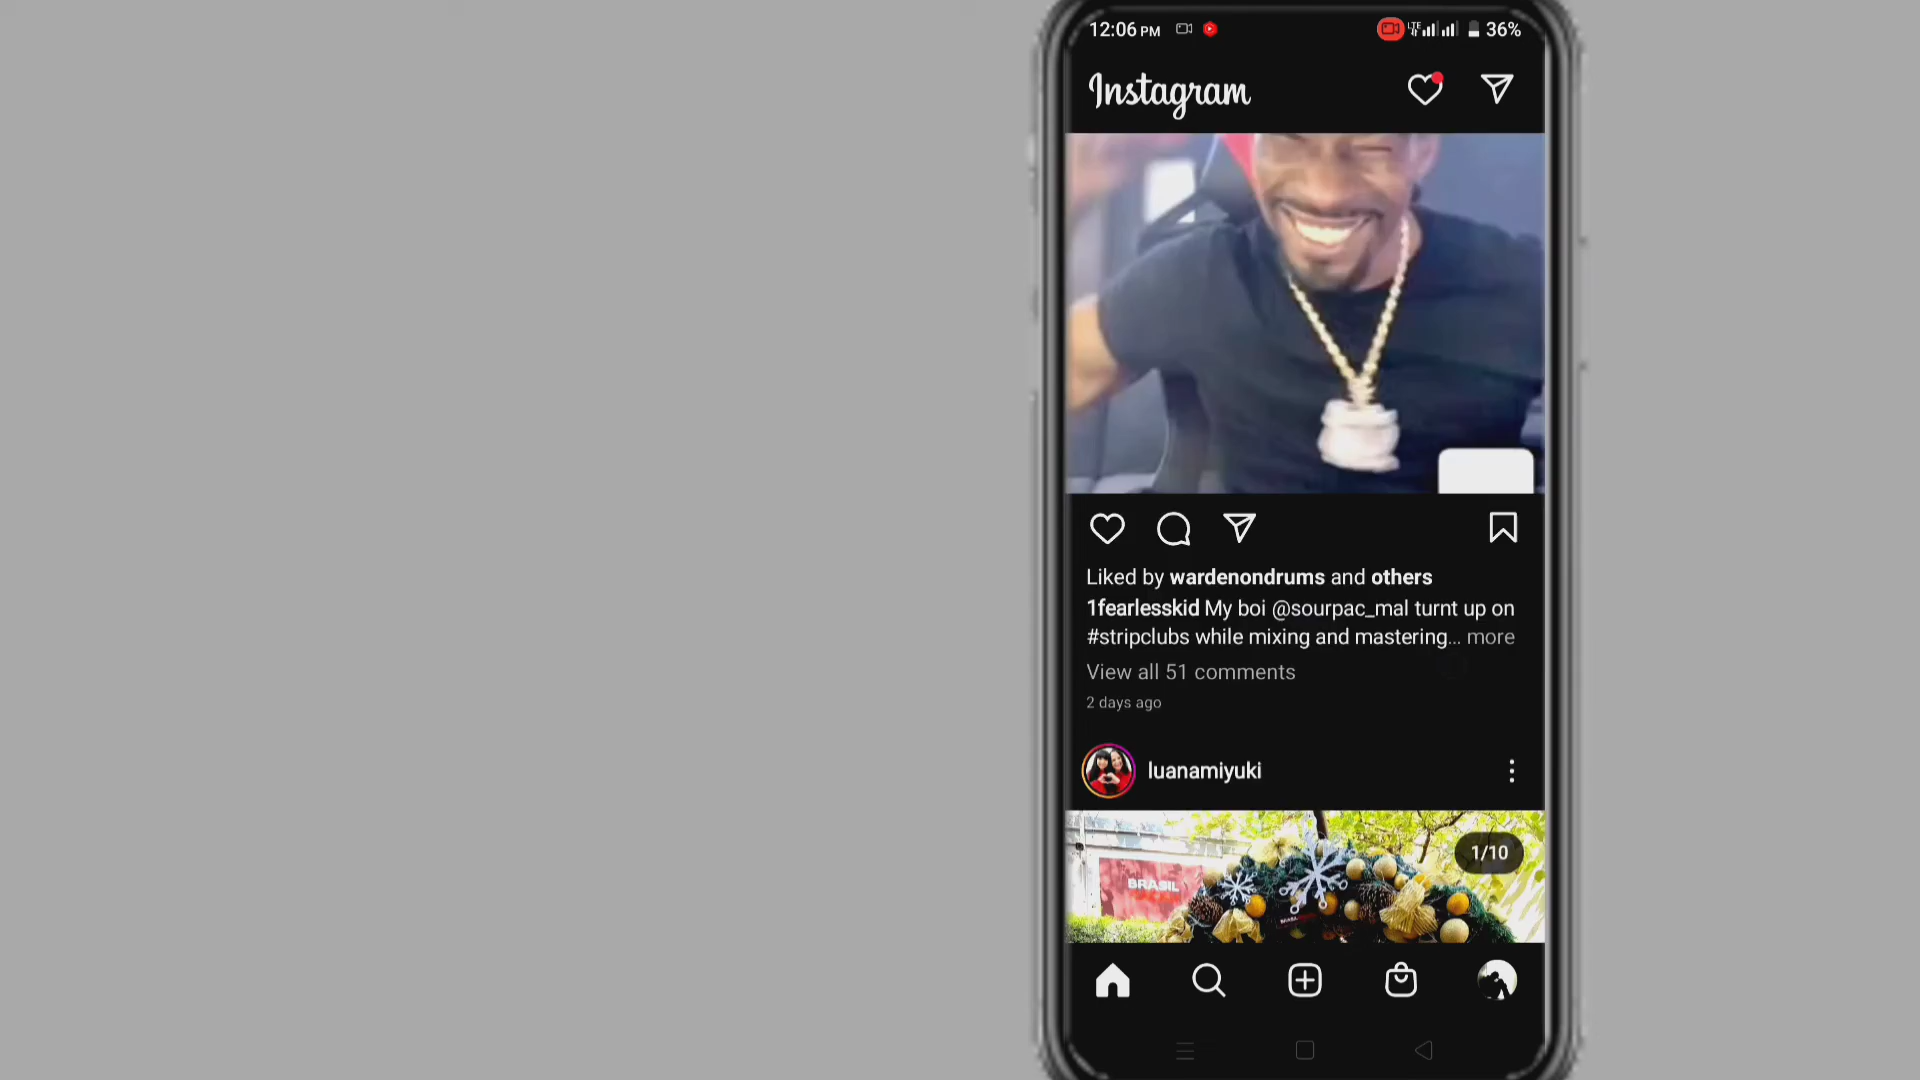 12:06 PM
LTE
36%
Instagram
Liked by wardenondrums and others
1fearlesskid My boi @sourpac_mal turnt up on
#stripclubs while mixing and mastering... more
View all 51 comments
2 days ago
luanamiyuki
1/10
BRASIL